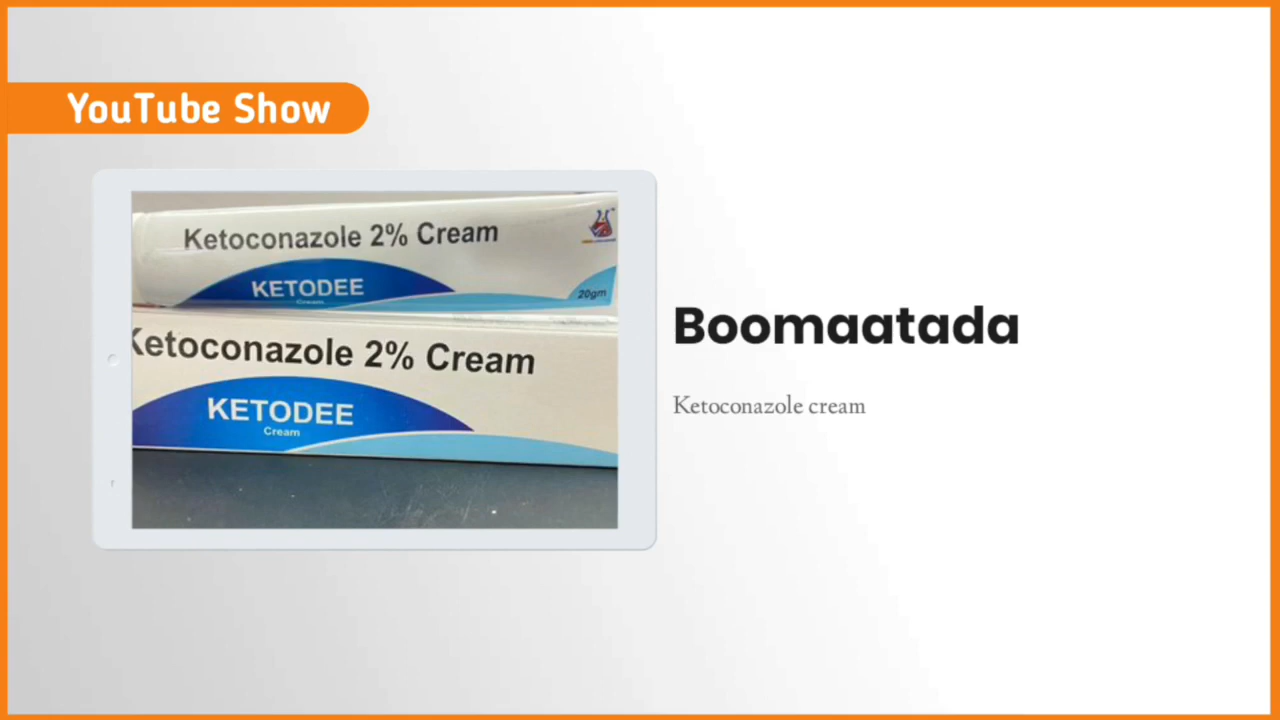 YouTube Show
Ketoconazole 2% Cream
KETODEE
Cream
20gm
Ketoconazole 2% Cream
KETODEE
Cream
Boomaatada
Ketoconazole cream